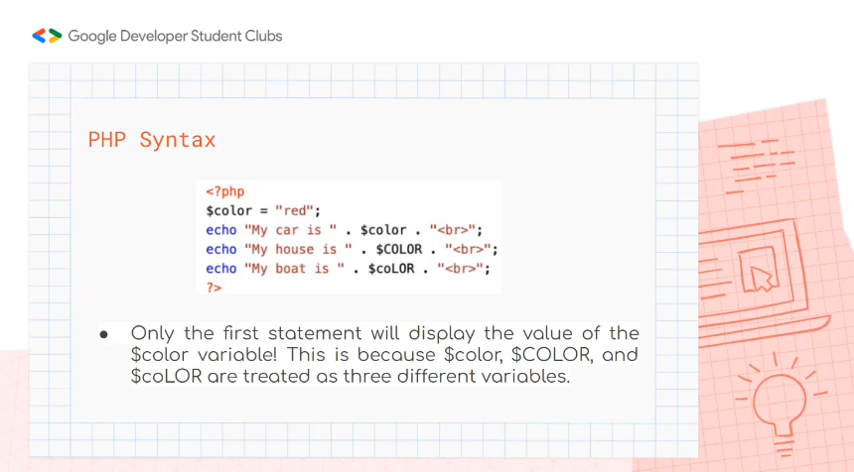 Google Developer Student Clubs
PHP Syntax
<?php
$color = "red";
echo "My car is " . $color . "<br>";
echo "My house is " . $COLOR . "<br>";
echo "My boat is " . $coLOR . "<br>";
?>
● Only the first statement will display the value of the
$color variable! This is because $color, $COLOR, and
$coLOR are treated as three different variables.